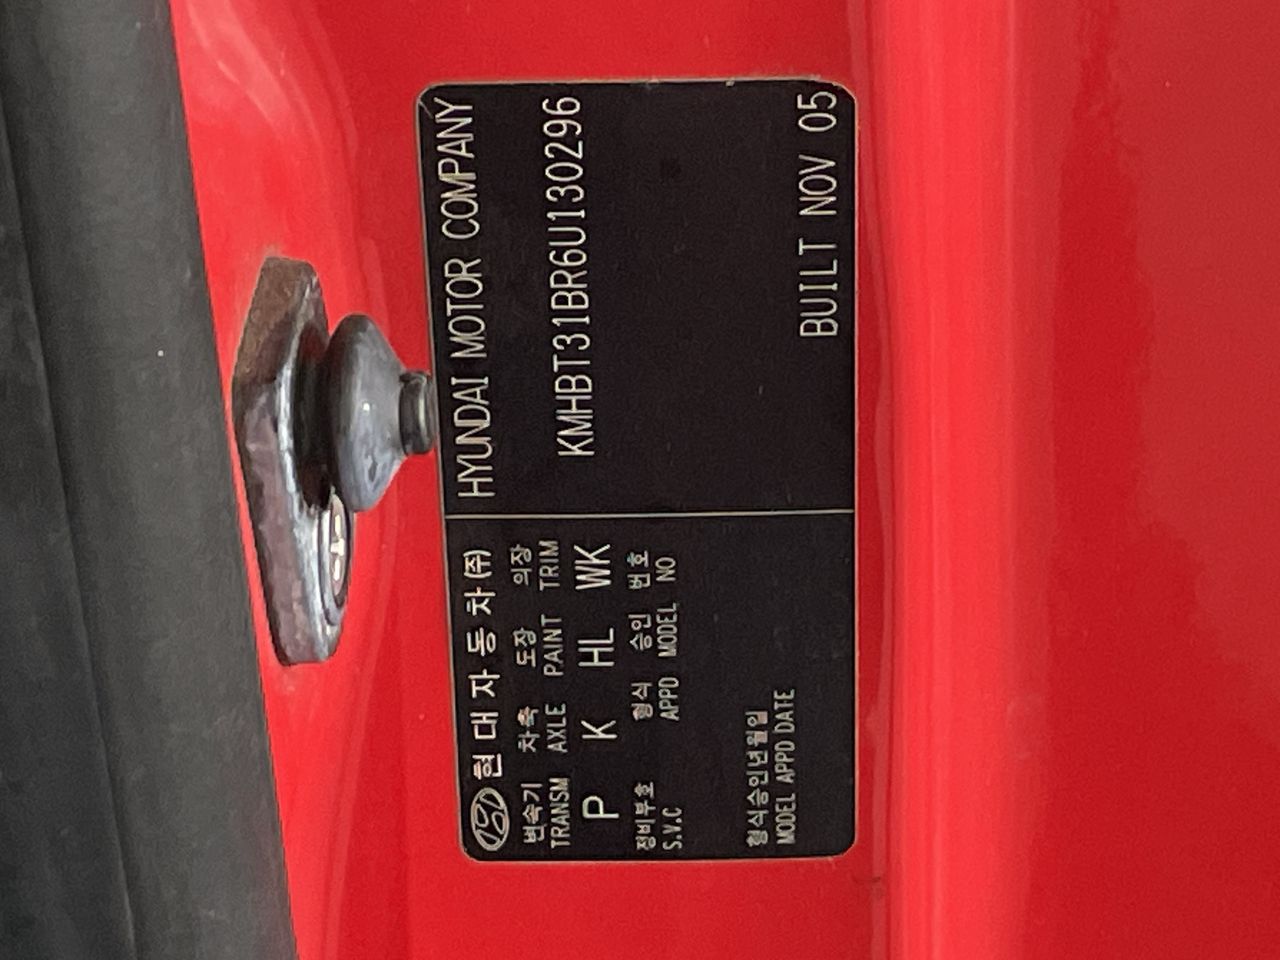 현대자동차(주)
변속기 차축 도장 의장
TRANSM AXLE PAINT TRIM
P K HL WK
정비부호 형식 승인 번호
S.V.C APPD MODEL NO
형식승인년월일
MODEL APPD DATE
HYUNDAI MOTOR COMPANY
KMHBT31BR6U130296
BUILT NOV 05